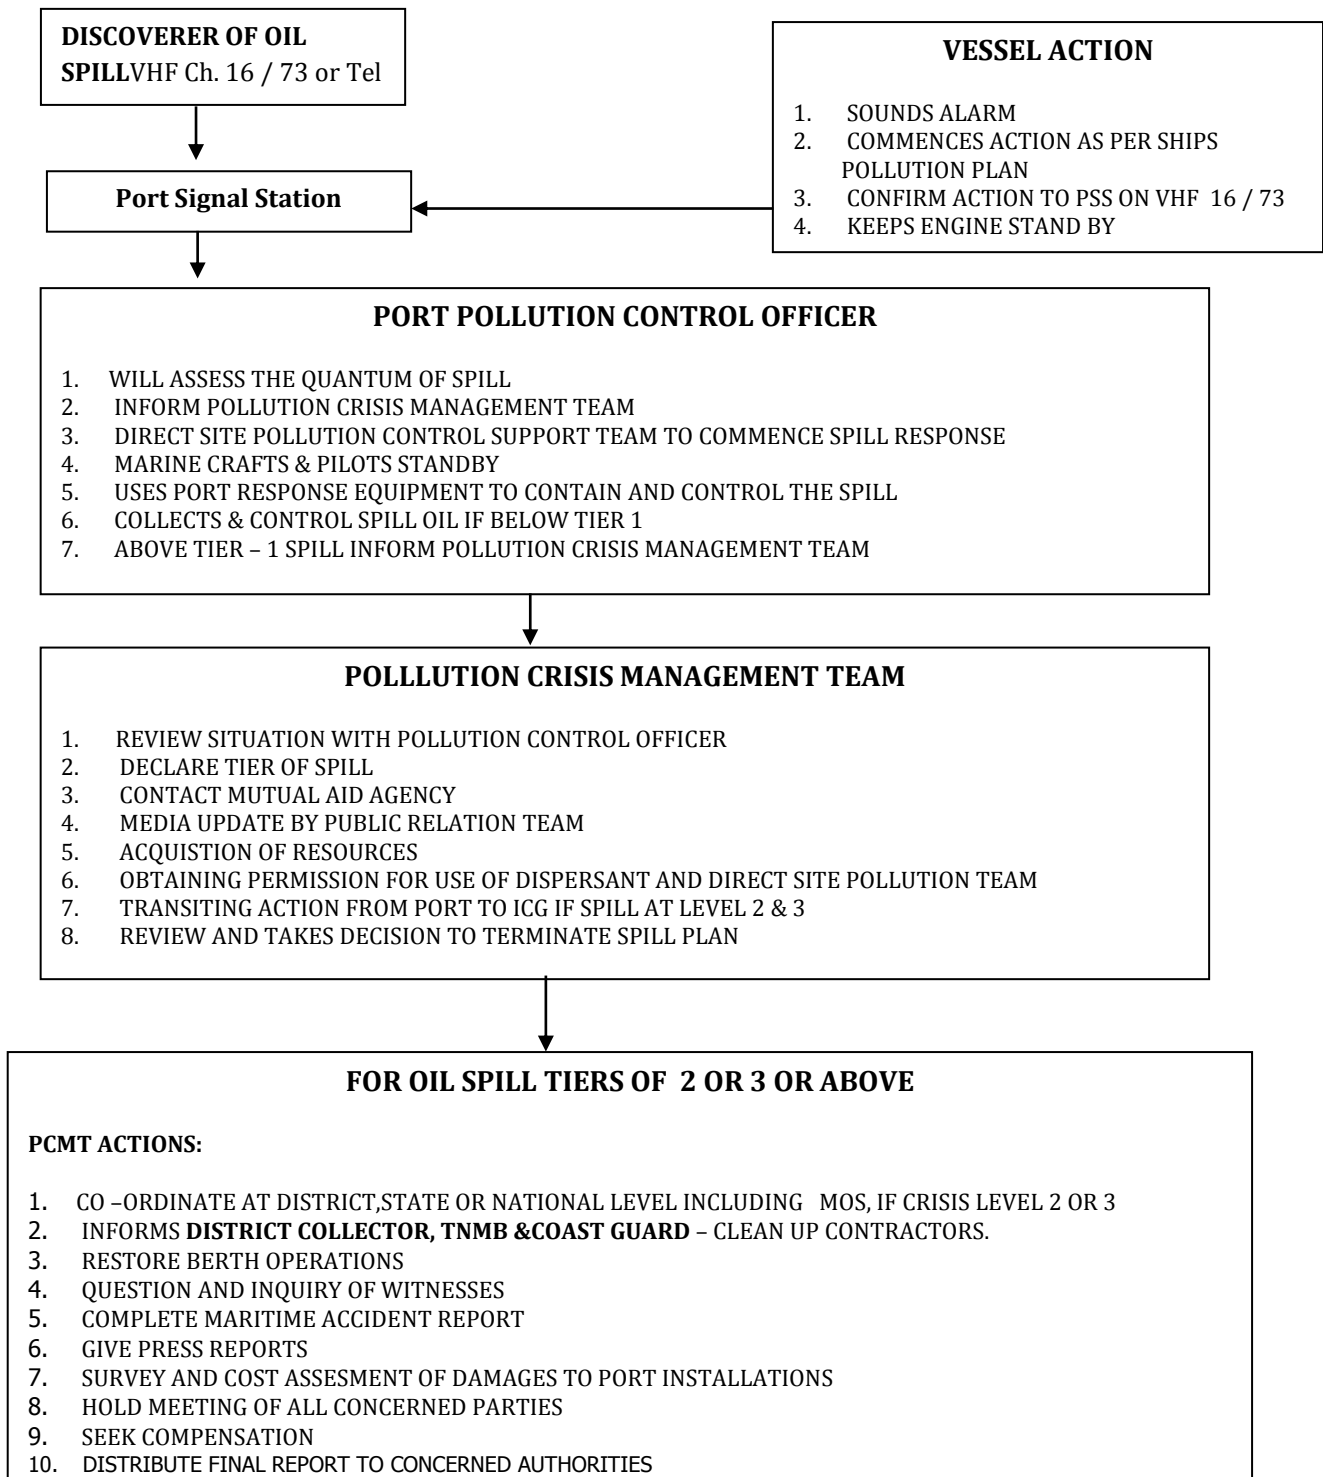 DISCOVERER OF OIL
SPILLVHF Ch. 16 / 73 or Tel
VESSEL ACTION
1. SOUNDS ALARM
2. COMMENCES ACTION AS PER SHIPS
POLLUTION PLAN
3. CONFIRM ACTION TO PSS ON VHF 16 / 73
4. KEEPS ENGINE STAND BY
Port Signal Station
PORT POLLUTION CONTROL OFFICER
1. WILL ASSESS THE QUANTUM OF SPILL
2. INFORM POLLUTION CRISIS MANAGEMENT TEAM
3. DIRECT SITE POLLUTION CONTROL SUPPORT TEAM TO COMMENCE SPILL RESPONSE
4. MARINE CRAFTS & PILOTS STANDBY
5. USES PORT RESPONSE EQUIPMENT TO CONTAIN AND CONTROL THE SPILL
6. COLLECTS & CONTROL SPILL OIL IF BELOW TIER 1
7. ABOVE TIER – 1 SPILL INFORM POLLUTION CRISIS MANAGEMENT TEAM
POLLLUTION CRISIS MANAGEMENT TEAM
1. REVIEW SITUATION WITH POLLUTION CONTROL OFFICER
2. DECLARE TIER OF SPILL
3. CONTACT MUTUAL AID AGENCY
4. MEDIA UPDATE BY PUBLIC RELATION TEAM
5. ACQUISTION OF RESOURCES
6. OBTAINING PERMISSION FOR USE OF DISPERSANT AND DIRECT SITE POLLUTION TEAM
7. TRANSITING ACTION FROM PORT TO ICG IF SPILL AT LEVEL 2 & 3
8. REVIEW AND TAKES DECISION TO TERMINATE SPILL PLAN
FOR OIL SPILL TIERS OF 2 OR 3 OR ABOVE
PCMT ACTIONS:
1. CO –ORDINATE AT DISTRICT,STATE OR NATIONAL LEVEL INCLUDING MOS, IF CRISIS LEVEL 2 OR 3
2. INFORMS DISTRICT COLLECTOR, TNMB &COAST GUARD – CLEAN UP CONTRACTORS.
3. RESTORE BERTH OPERATIONS
4. QUESTION AND INQUIRY OF WITNESSES
5. COMPLETE MARITIME ACCIDENT REPORT
6. GIVE PRESS REPORTS
7. SURVEY AND COST ASSESMENT OF DAMAGES TO PORT INSTALLATIONS
8. HOLD MEETING OF ALL CONCERNED PARTIES
9. SEEK COMPENSATION
10. DISTRIBUTE FINAL REPORT TO CONCERNED AUTHORITIES